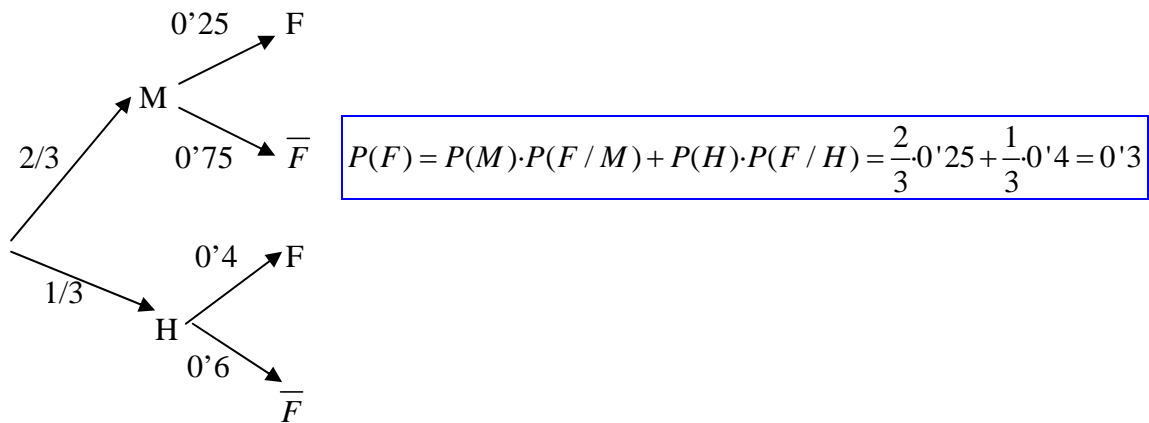 0’25 F
M
2/3 0’75 F̅
P(F) = P(M)·P(F / M) + P(H)·P(F / H) = 2/3·0'25 + 1/3·0'4 = 0'3
0’4 F
1/3
H
0’6
F̅